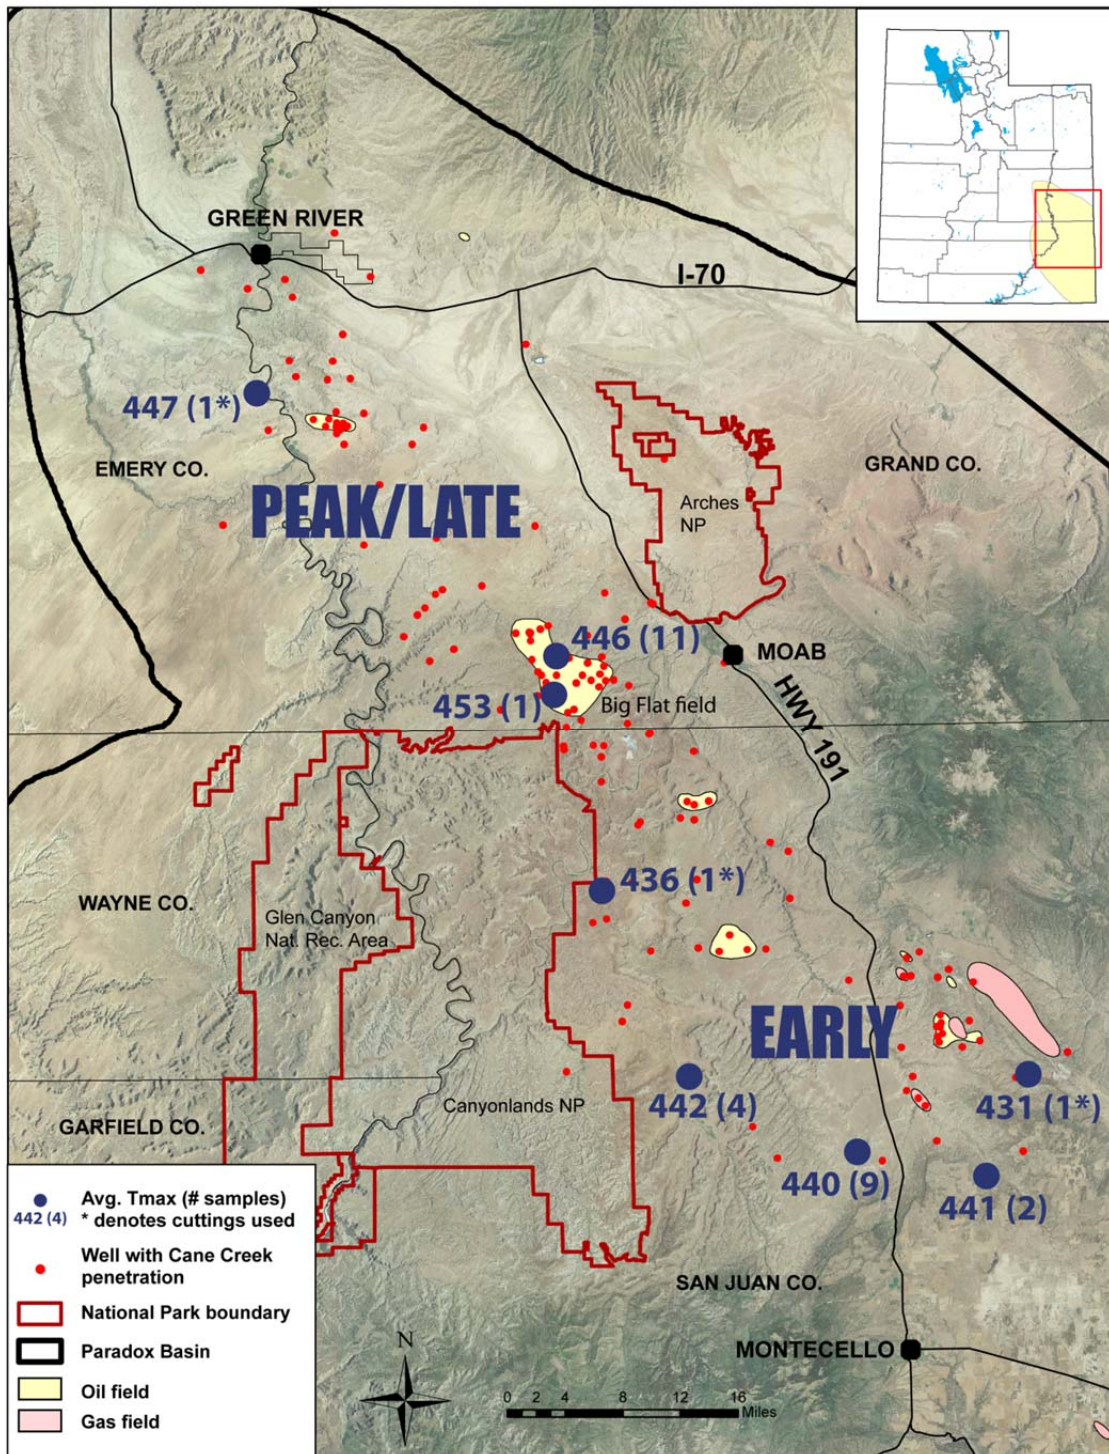 GREEN RIVER
I-70
447 (1*)
EMERY CO.
GRAND CO.
PEAK/LATE
Arches
NP
446 (11)
MOAB
453 (1)
Big Flat field
HWY 191
436 (1*)
WAYNE CO.
Glen Canyon
Nat. Rec. Area
EARLY
442 (4)
Canyonlands NP
431 (1*)
GARFIELD CO.
440 (9)
441 (2)
SAN JUAN CO.
MONTECELLO
442 (4)
Avg. Tmax (# samples)
* denotes cuttings used
Well with Cane Creek
penetration
National Park boundary
Paradox Basin
Oil field
Gas field
N
0 2 4 8 12 16
Miles